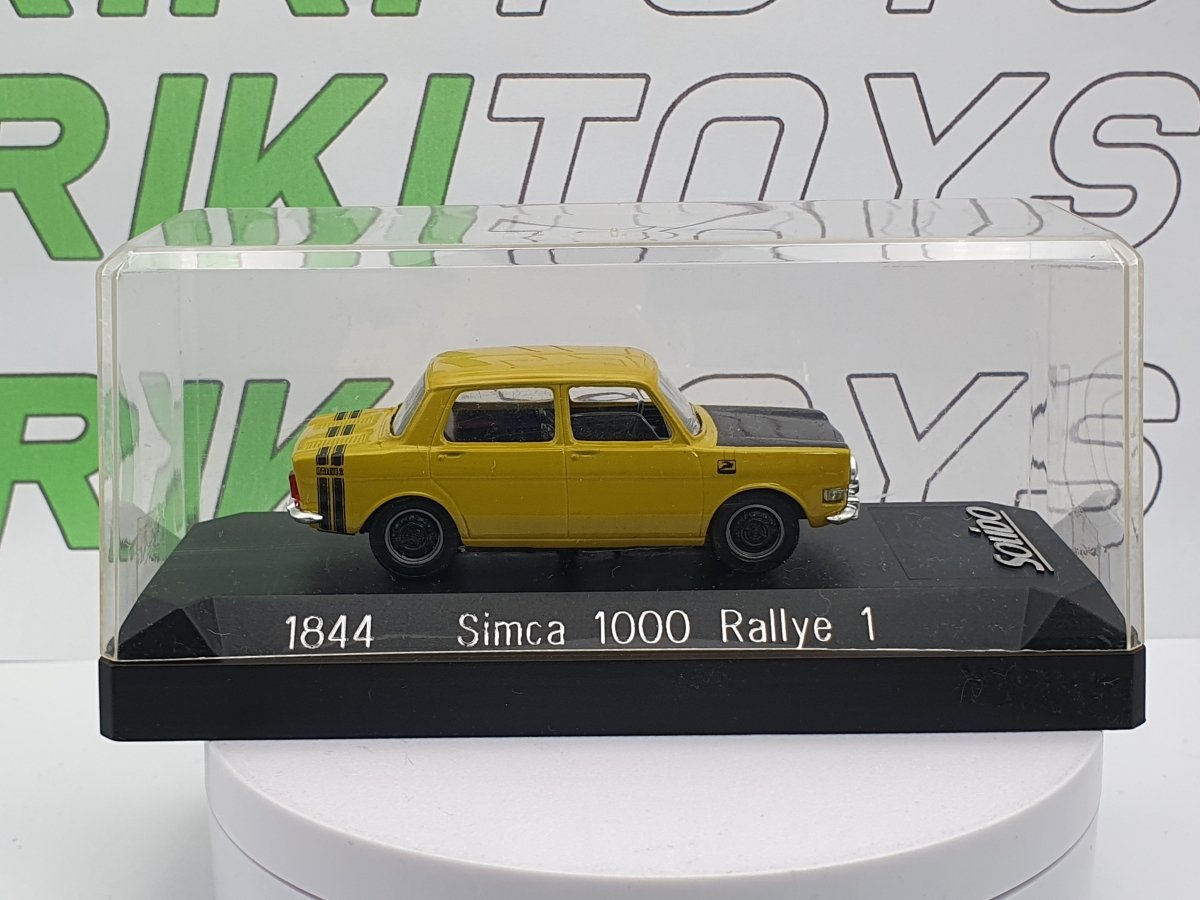 RIKITOYS
RIKITOYS
solido
1844 Simca 1000 Rallye 1